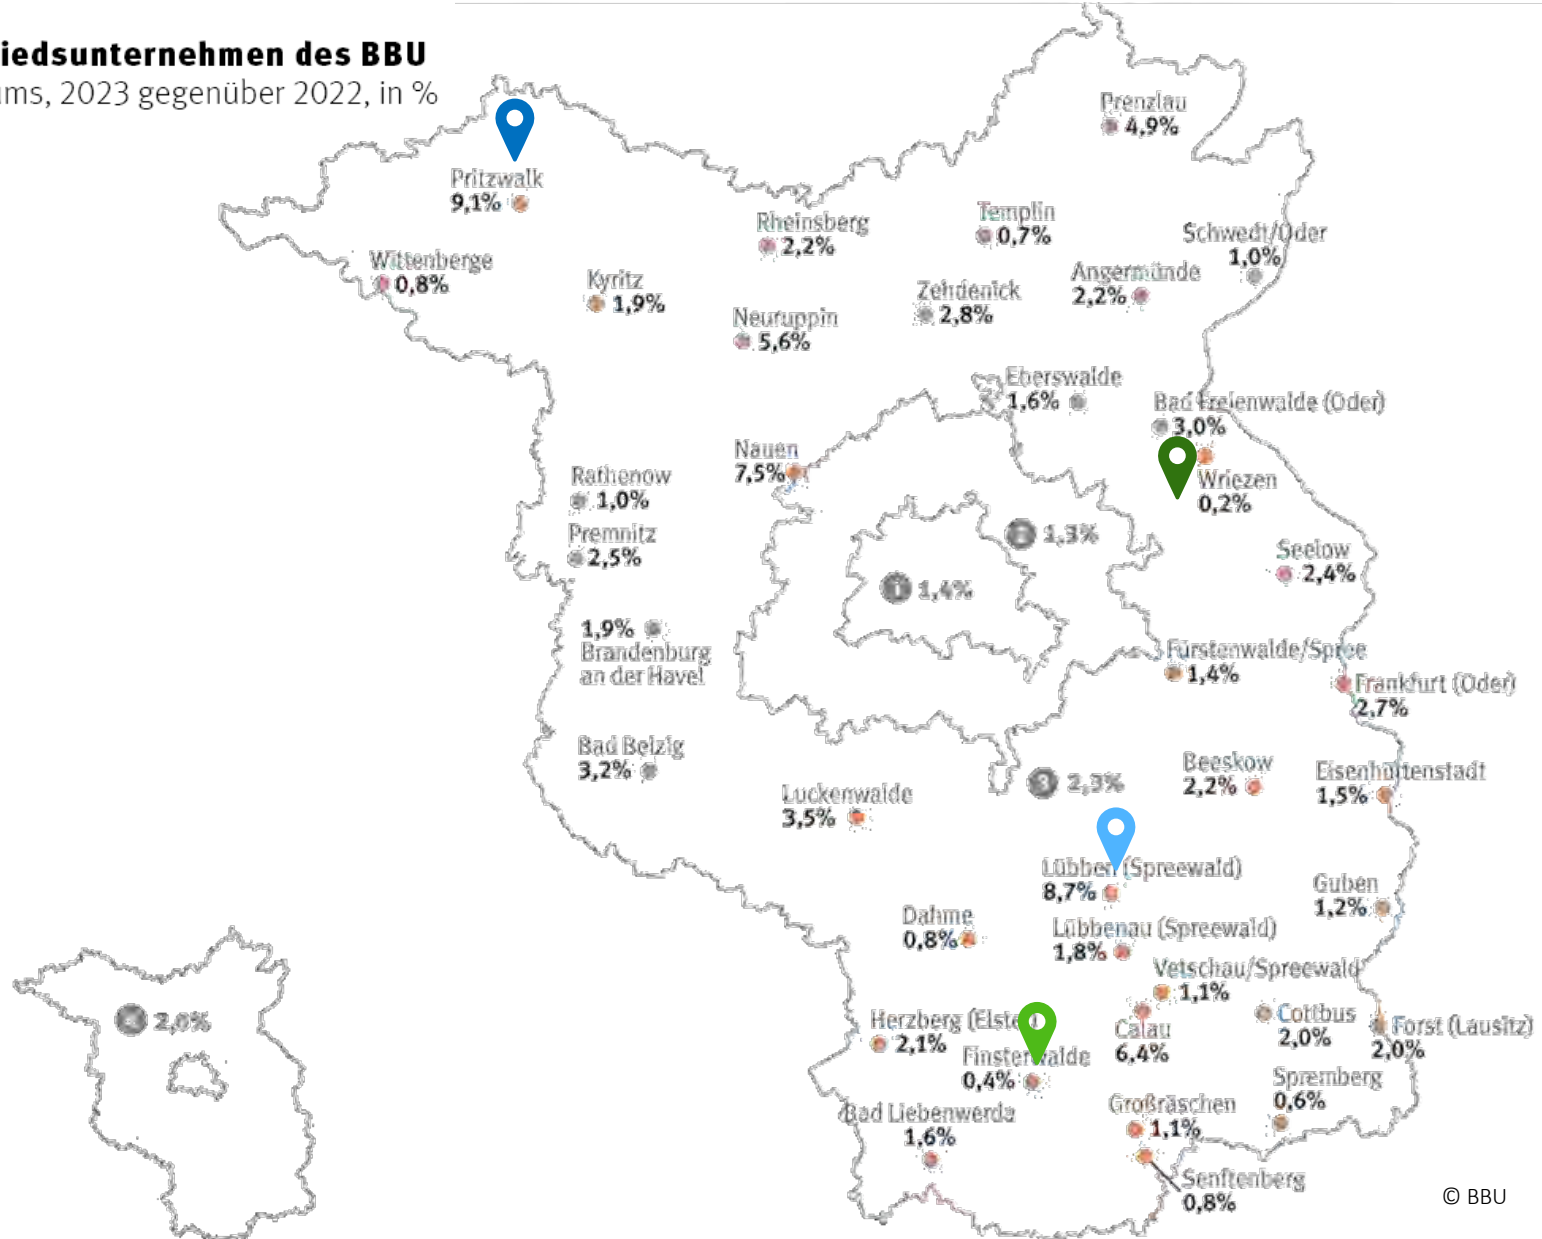 iedsunternehmen des BBU
ms, 2023 gegenüber 2022, in %
Prenzlau
4,9%
Pritzwalk
9,1%
Rheinsberg
2,2%
Templin
0,7%
Schwedt/Oder
1,0%
Wittenberge
0,8%
Kyritz
1,9%
Angermünde
2,2%
Zehdenick
2,8%
Neuruppin
5,6%
Eberswalde
1,6%
Bad Freienwalde (Oder)
3,0%
Nauen
7,5%
Rathenow
1,0%
Wriezen
0,2%
Premnitz
2,5%
1,3%
Seelow
2,4%
1 1,4%
1,9%
Brandenburg
an der Havel
Fürstenwalde/Spree
1,4%
Frankfurt (Oder)
2,7%
Bad Belzig
3,2%
Beeskow
2,2%
Eisenhüttenstadt
1,5%
3 2,3%
Luckenwalde
3,5%
Lübben (Spreewald)
8,7%
Guben
1,2%
Dahme
0,8%
Lübbenau (Spreewald)
1,8%
Vetschau/Spreewald
1,1%
Calau
6,4%
Cottbus
2,0%
Forst (Lausitz)
2,0%
Herzberg (Elster
2,1%
Finsterwalde
0,4%
Spremberg
0,6%
Großräschen
1,1%
Bad Liebenwerda
1,6%
Senftenberg
0,8%
2,0%
© BBU